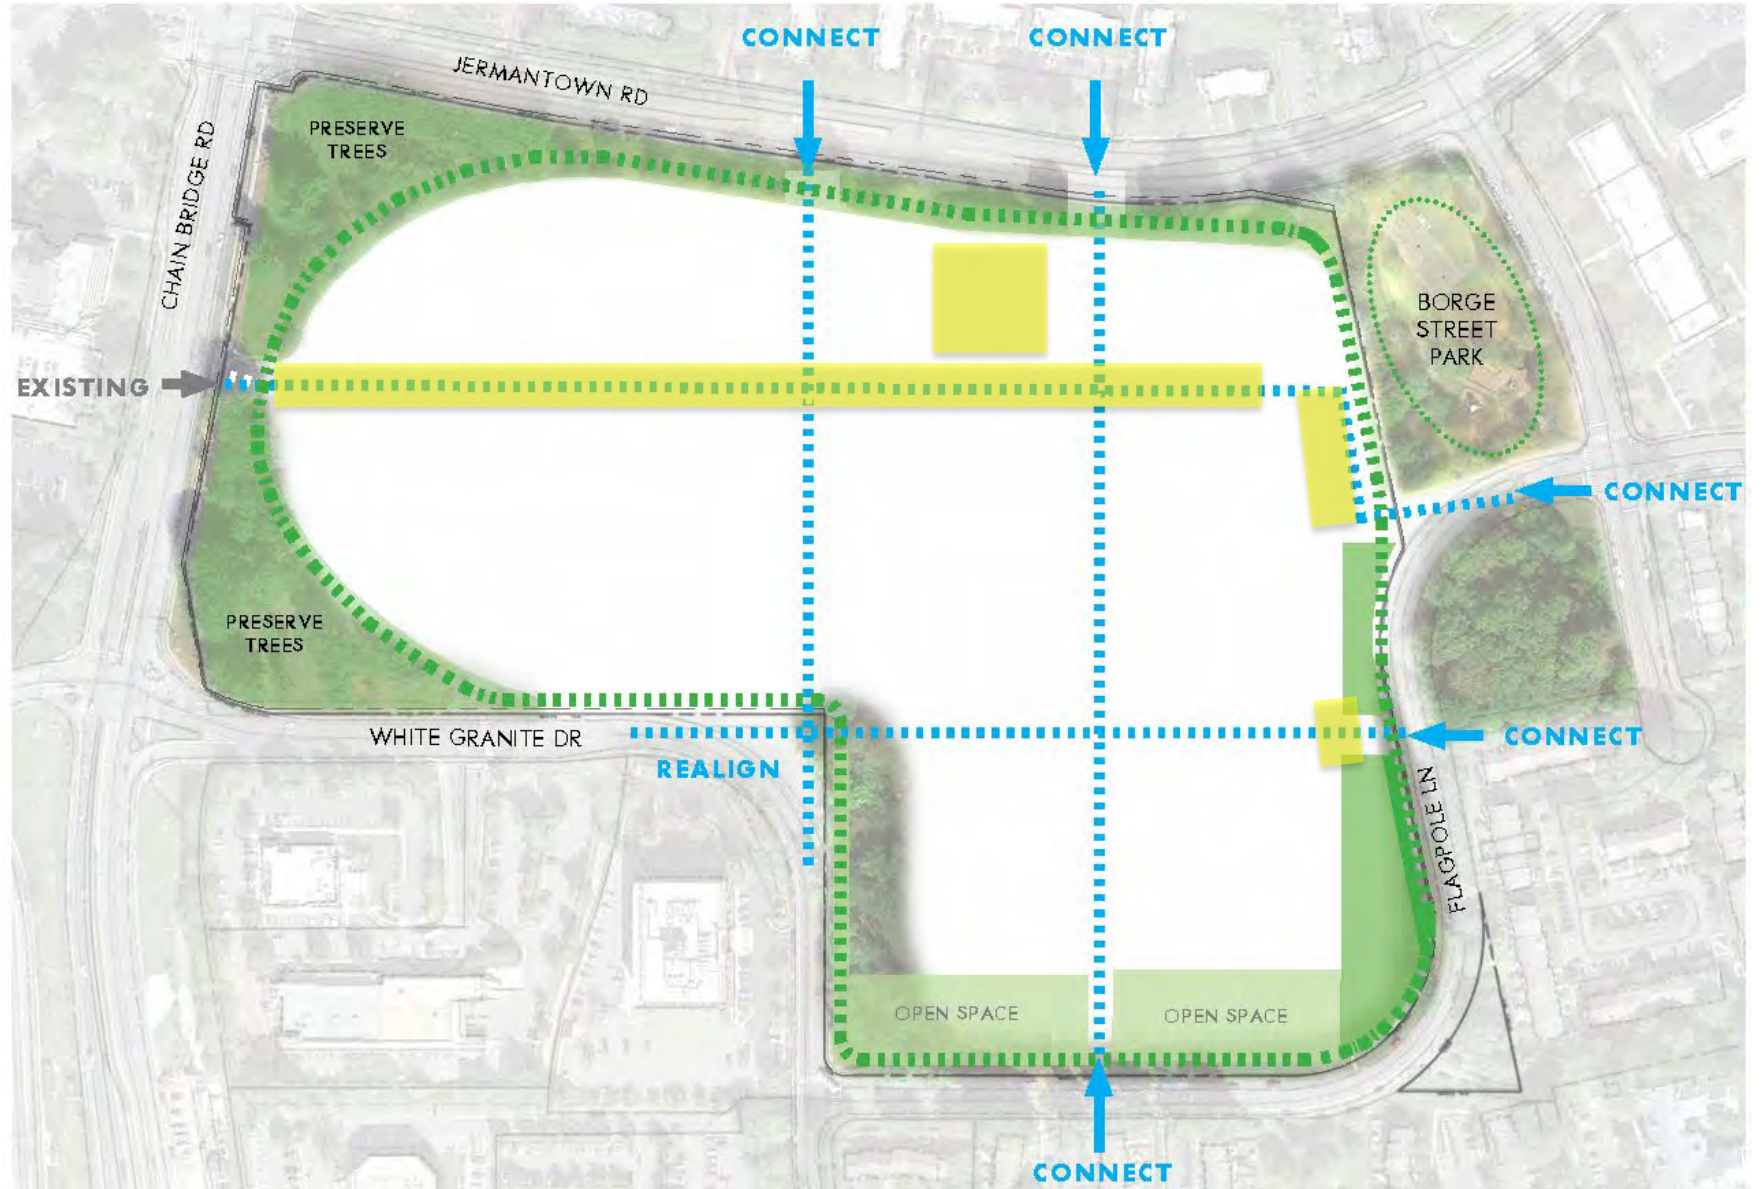 CONNECT
CONNECT
JERMANTOWN RD
PRESERVE
TREES
CHAIN BRIDGE RD
BORGE
STREET
PARK
EXISTING
CONNECT
PRESERVE
TREES
WHITE GRANITE DR
REALIGN
CONNECT
FLAGPOLE LN
OPEN SPACE
OPEN SPACE
CONNECT